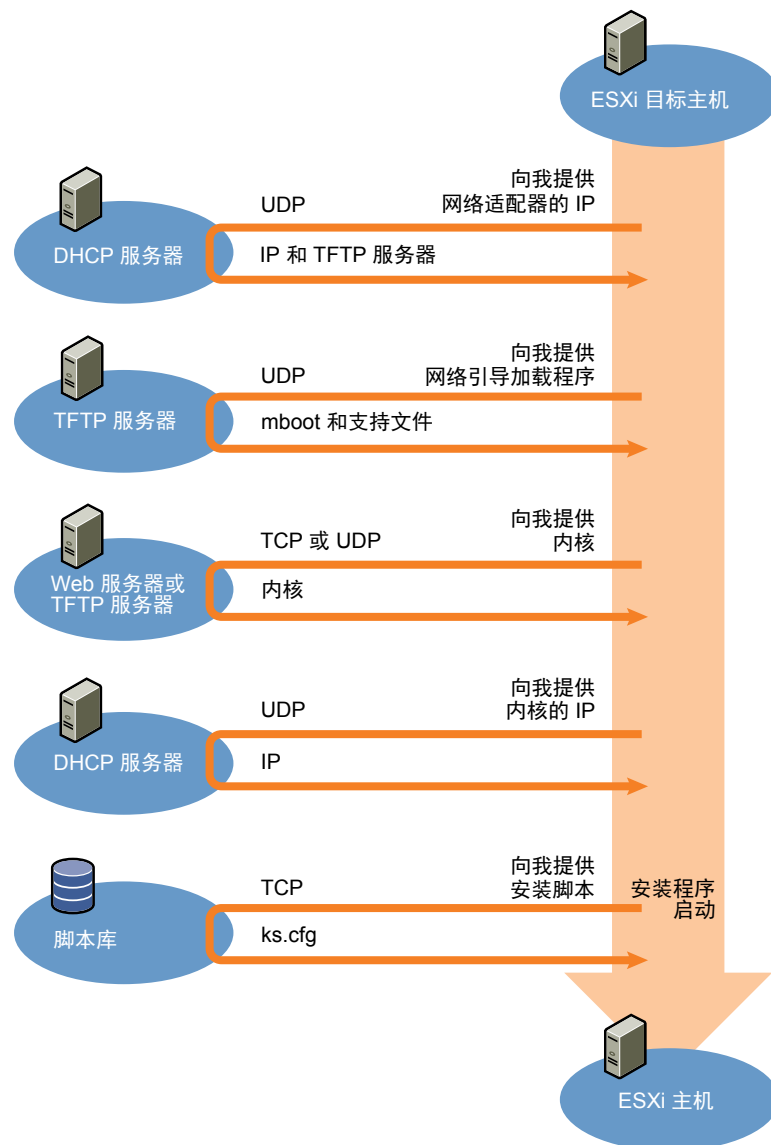 ESXi 目标主机
向我提供
UDP
网络适配器的 IP
DHCP 服务器
IP 和 TFTP 服务器
向我提供
UDP
网络引导加载程序
TFTP 服务器
mboot 和支持文件
向我提供
TCP 或 UDP
内核
Web 服务器或
TFTP 服务器
内核
向我提供
UDP
内核的 IP
DHCP 服务器
IP
向我提供
TCP
安装脚本
安装程序
启动
脚本库
ks.cfg
ESXi 主机